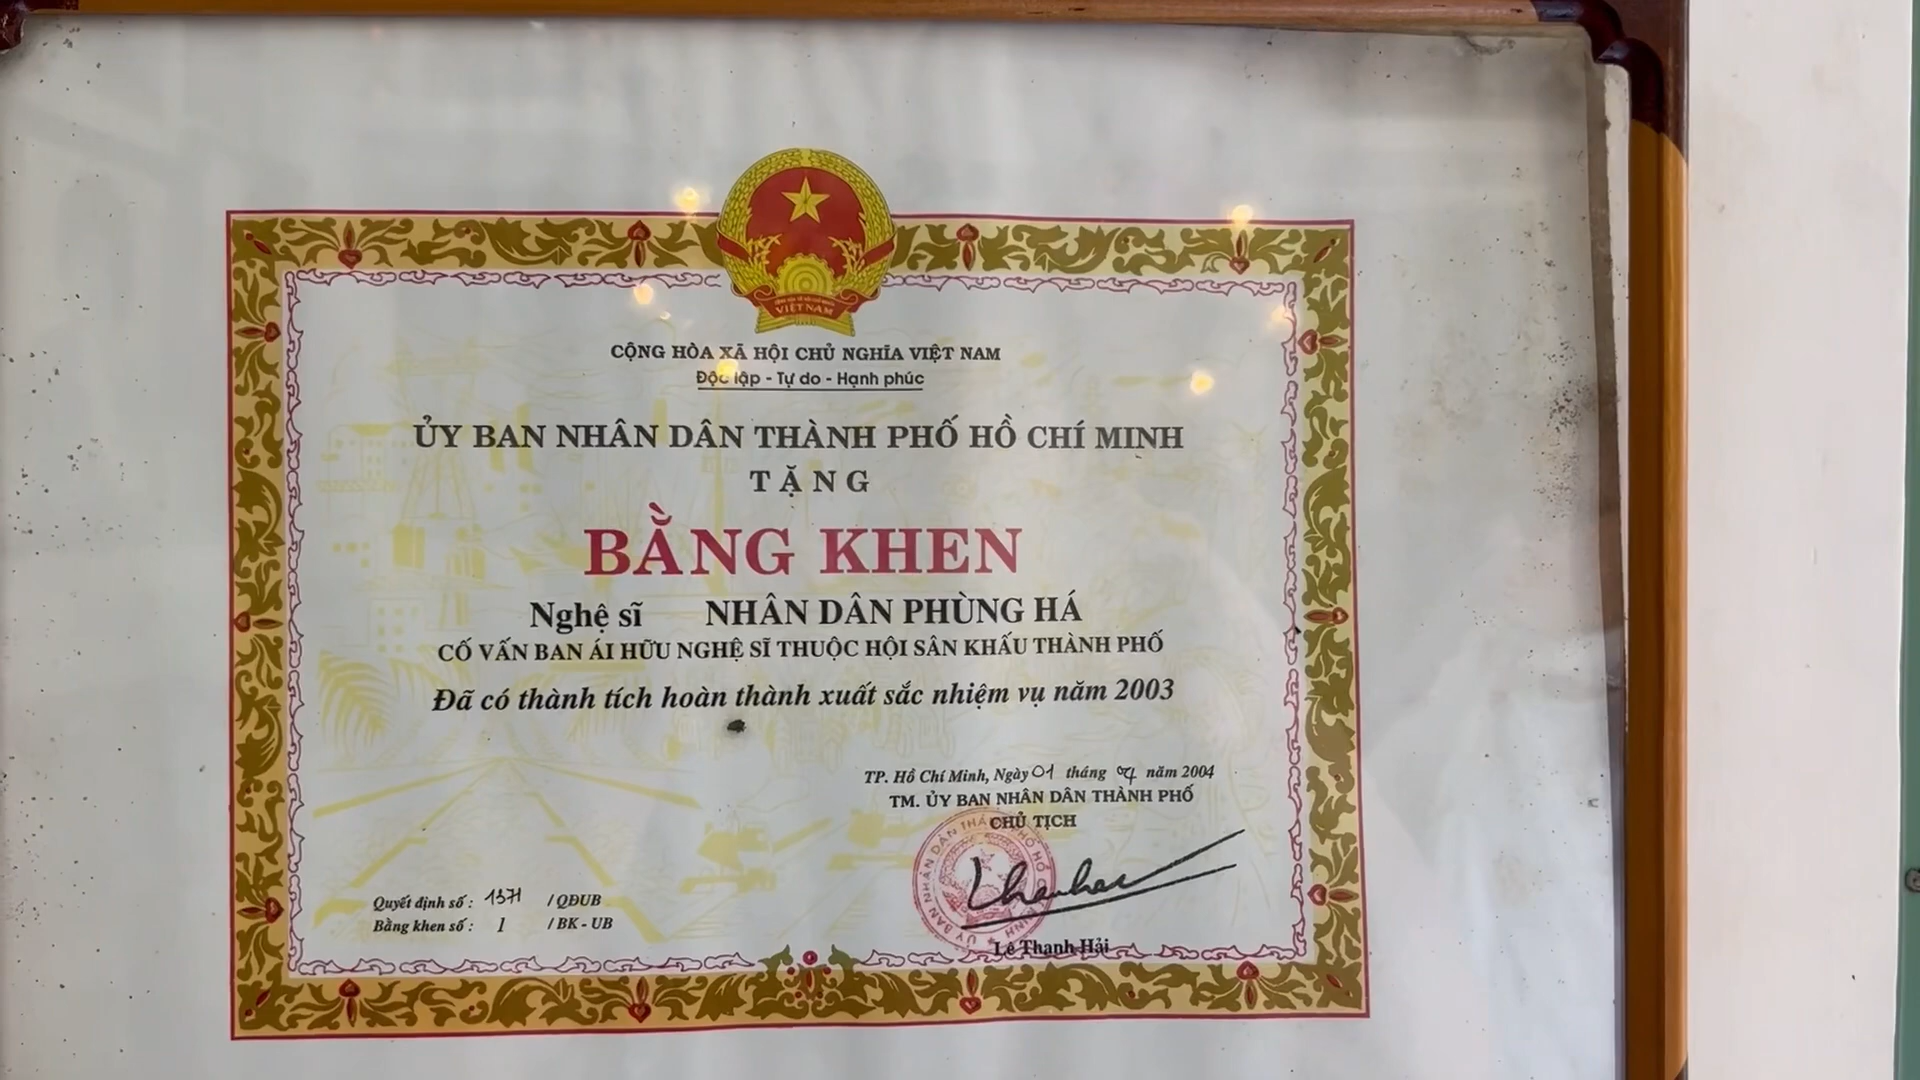 VIỆT NAM
CỘNG HÒA XÃ HỘI CHỦ NGHĨA VIỆT NAM
Độc lập - Tự do - Hạnh phúc
ỦY BAN NHÂN DÂN THÀNH PHỐ HỒ CHÍ MINH
TẶNG
BẰNG KHEN
Nghệ sĩ NHÂN DÂN PHÙNG HÁ
CỐ VẤN BAN ÁI HỮU NGHỆ SĨ THUỘC HỘI SÂN KHẤU THÀNH PHỐ
Đã có thành tích hoàn thành xuất sắc nhiệm vụ năm 2003
TP. Hồ Chí Minh, Ngày 01 tháng 04 năm 2004
TM. ỦY BAN NHÂN DÂN THÀNH PHỐ
CHỦ TỊCH
Quyết định số : 1371 / QĐUB
Bằng khen số : 1 / BK - UB
Lê Thanh Hải